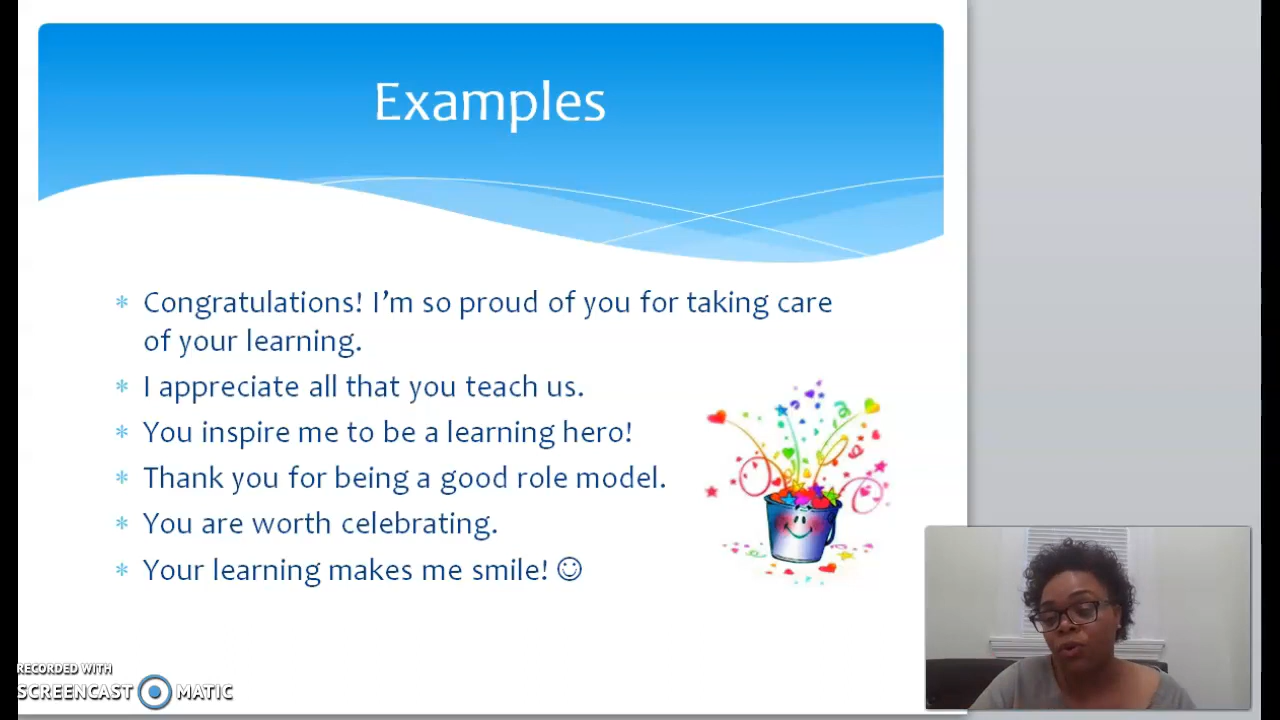 Examples
* Congratulations! I'm so proud of you for taking care
of your learning.
* I appreciate all that you teach us.
* You inspire me to be a learning hero!
* Thank you for being a good role model.
* You are worth celebrating.
* Your learning makes me smile! ☺
RECORDED WITH
SCREENCAST MATIC